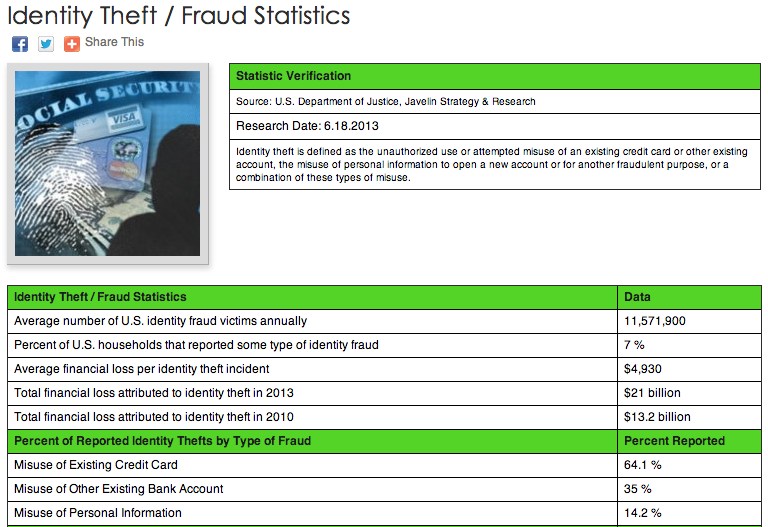 Identity Theft / Fraud Statistics
Share This
OCIAL SECURIT
VISA
MasterCard
Statistic Verification
Source: U.S. Department of Justice, Javelin Strategy & Research
Research Date: 6.18.2013
Identity theft is defined as the unauthorized use or attempted misuse of an existing credit card or other existing
account, the misuse of personal information to open a new account or for another fraudulent purpose, or a
combination of these types of misuse.
Identity Theft / Fraud Statistics Data
Average number of U.S. identity fraud victims annually 11,571,900
Percent of U.S. households that reported some type of identity fraud 7 %
Average financial loss per identity theft incident $4,930
Total financial loss attributed to identity theft in 2013 $21 billion
Total financial loss attributed to identity theft in 2010 $13.2 billion
Percent of Reported Identity Thefts by Type of Fraud Percent Reported
Misuse of Existing Credit Card 64.1 %
Misuse of Other Existing Bank Account 35 %
Misuse of Personal Information 14.2 %